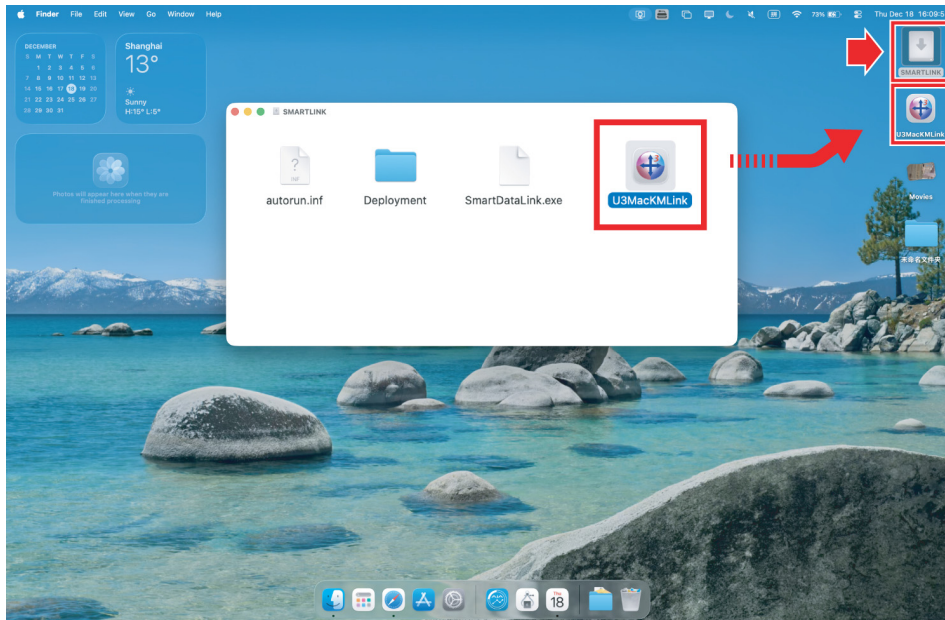 Finder File Edit View Go Window Help
73%
Thu Dec 18 16:09:5
DECEMBER
S M T W T F S
1 2 3 4 5 6
7 8 9 10 11 12 13
14 15 16 17 18 19 20
21 22 23 24 25 26 27
28 29 30 31
Shanghai
13°
Sunny
H:15° L:5°
Photos will appear here when they are
finished processing
SMARTLINK
?
INF
autorun.inf
Deployment
SmartDataLink.exe
U3MacKMLink
SMARTLINK
U3MacKMLink
Movies
未命名文件夹
Thu
18